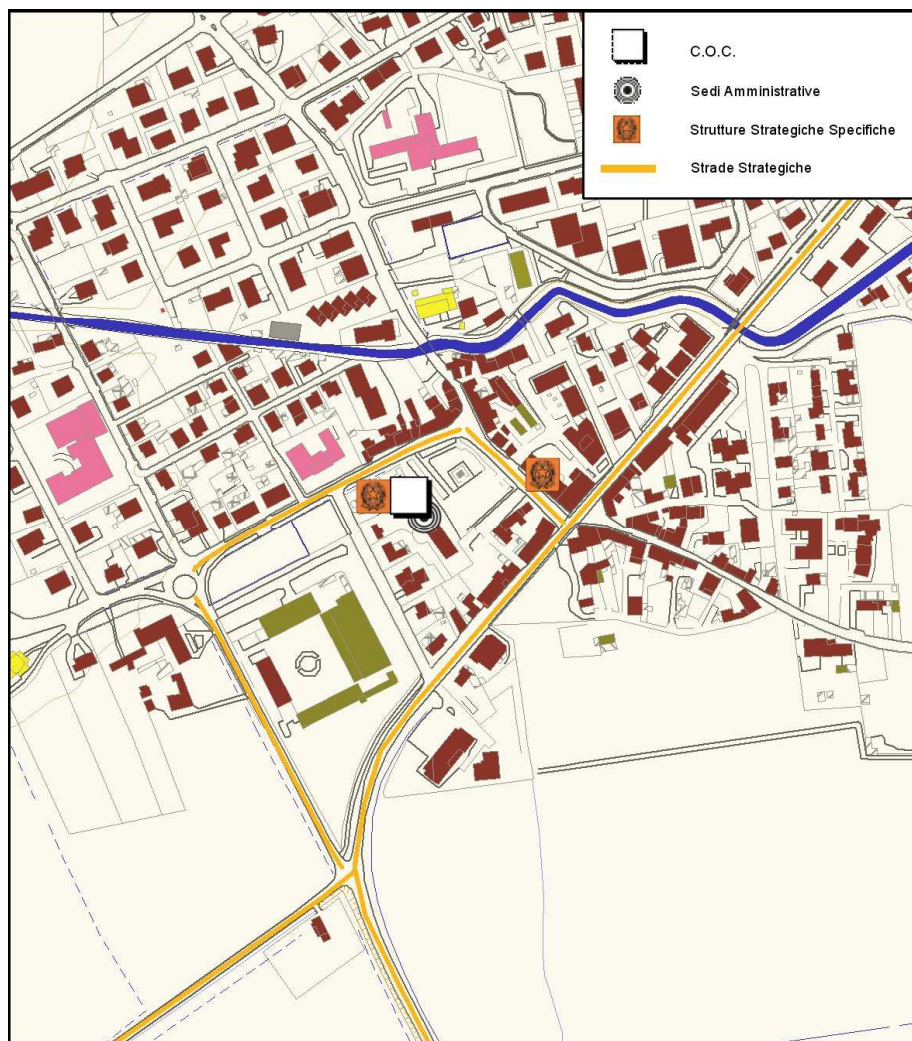 C.O.C.
Sedi Amministrative
Strutture Strategiche Specifiche
Strade Strategiche